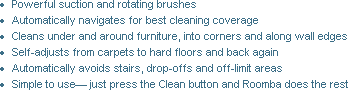 • Powerful suction and rotating brushes
• Automatically navigates for best cleaning coverage
• Cleans under and around furniture, into corners and along wall edges
• Self-adjusts from carpets to hard floors and back again
• Automatically avoids stairs, drop-offs and off-limit areas
• Simple to use— just press the Clean button and Roomba does the rest